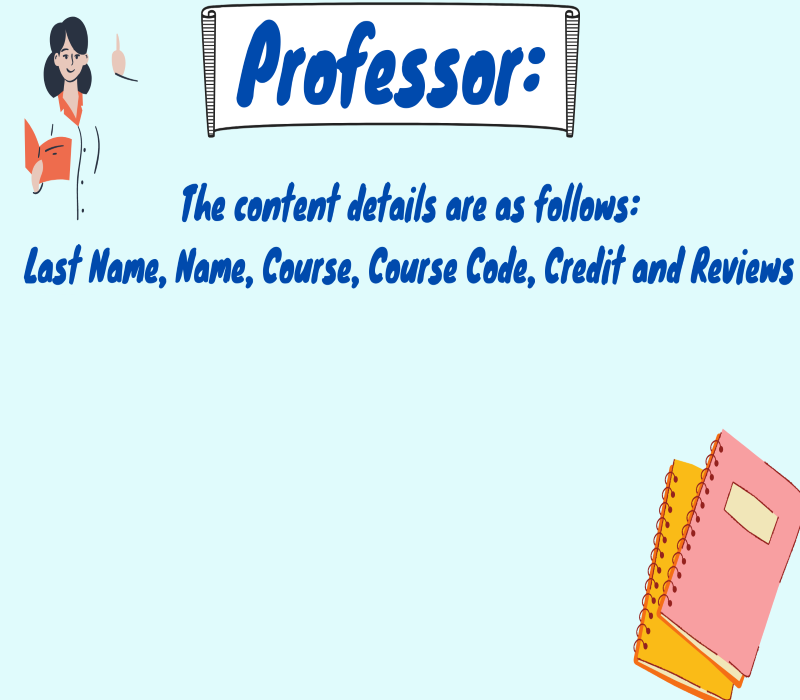 Professor:
The content details are as follows:
Last Name, Name, Course, Course Code, Credit and Reviews